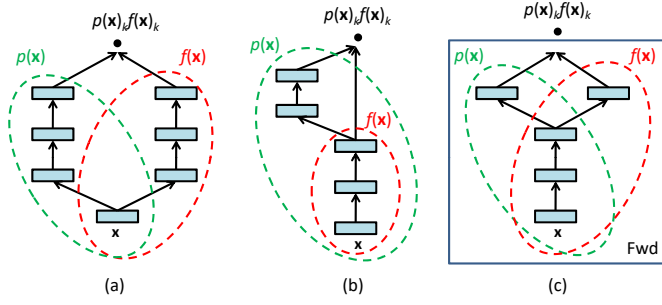 p(x)ₖf(x)ₖ
p(x)
f(x)
x
(a)
p(x)ₖf(x)ₖ
p(x)
f(x)
x
(b)
p(x)ₖf(x)ₖ
p(x)
f(x)
x
Fwd
(c)